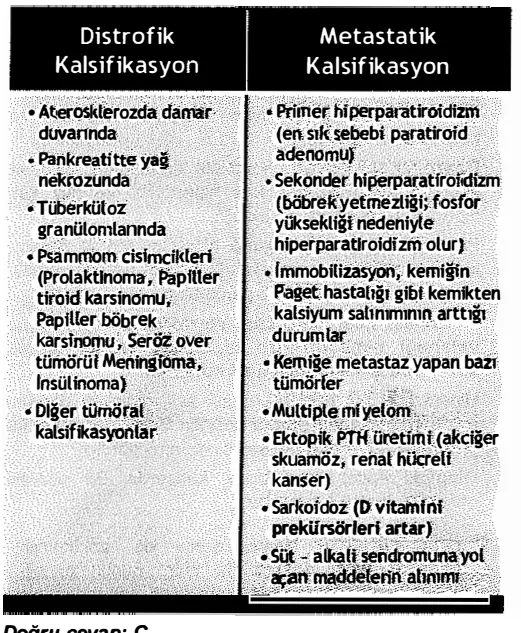 Distrofik
Kalsifikasyon
• Aterosklerozda damar
duvarında
• Pankreatitte yağ
nekrozunda
• Tüberküloz
granülomlarında
• Psammom cisimcikleri
(Prolaktinoma, Papiller
tiroid karsinomu,
Papiller böbrek
karsinomu, Seröz over
tümörü Meningioma,
İnsülinoma)
• Diğer tümöral
kalsifikasyonlar
Metastatik
Kalsifikasyon
• Primer hiperparatiroidizm
(en sık sebebi paratiroid
adenomu)
• Sekonder hiperparatiroidizm
(böbrek yetmezliği; fosfor
yüksekliği nedeniyle
hiperparatiroidizm olur)
• İmmobilizasyon, kemiğin
Paget hastalığı gibi kemikten
kalsiyum salınımının arttığı
durumlar
• Kemiğe metastaz yapan bazı
tümörler
• Multiple miyelom
• Ektopik PTH üretimi (akciğer
skuamöz, renal hücreli
kanser)
• Sarkoidoz (D vitamini
prekürsörleri artar)
• Süt - alkali sendromuna yol
açan maddelerin alınımı
Doğru cevap: C